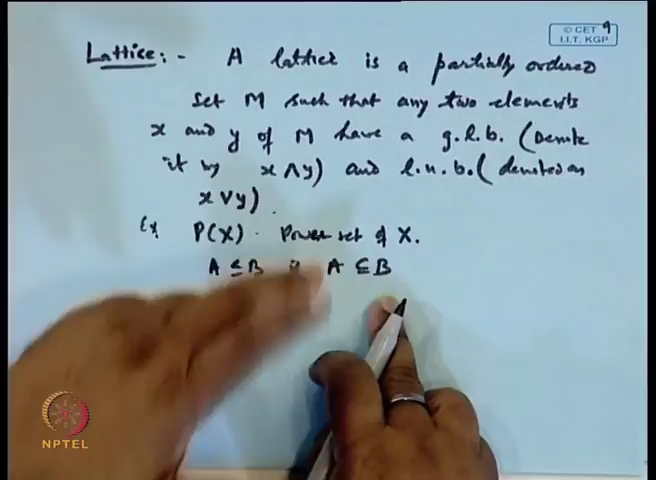 © CET
I.I.T. KGP
9
Lattice :- A lattice is a partially ordered
set M such that any two elements
x and y of M have a g.l.b. (Denote
it by x ∧ y) and l.u.b. (denoted as
x ∨ y).
Ex. P(X). Power set of X.
A ≤ B A ⊆ B
NPTEL